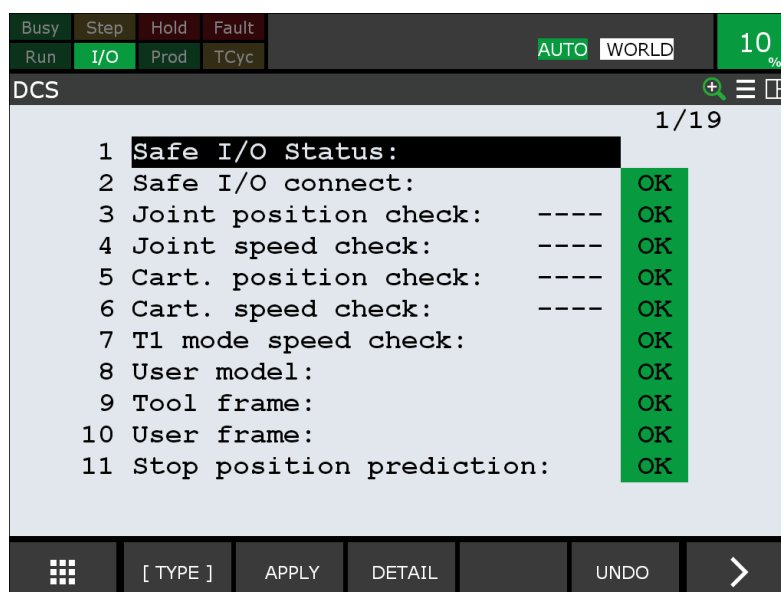 Busy Step Hold Fault
Run I/O Prod TCyc AUTO WORLD 10 %
DCS
1/19
1 Safe I/O Status:
2 Safe I/O connect: OK
3 Joint position check: ---- OK
4 Joint speed check: ---- OK
5 Cart. position check: ---- OK
6 Cart. speed check: ---- OK
7 T1 mode speed check: OK
8 User model: OK
9 Tool frame: OK
10 User frame: OK
11 Stop position prediction: OK
[ TYPE ] APPLY DETAIL UNDO